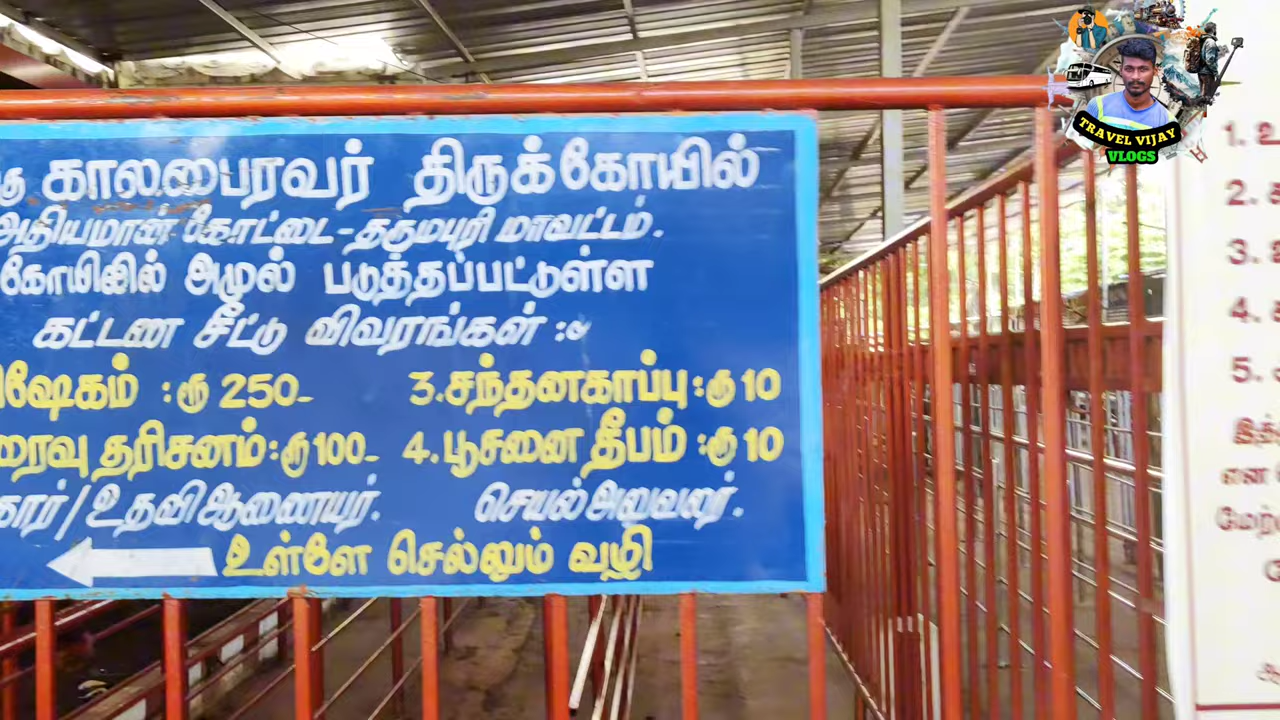 காலபைரவர் திருக்கோயில்
அதியமான் கோட்டை-தருமபுரி மாவட்டம்.
கோயிலில் அமுல் படுத்தப்பட்டுள்ள
கட்டண சீட்டு விவரங்கள் :-
ஷேகம் :ரூ 250- 3.சந்தனகாப்பு :ரூ 10
ரைவு தரிசனம்:ரூ 100- 4.பூசனை தீபம் :ரூ 10
கார்/உதவிஆணையர். செயல் அலுவலர்.
உள்ளே செல்லும் வழி
TRAVEL VIJAY
VLOGS
1. உ
2.
3.
4.
5.
என